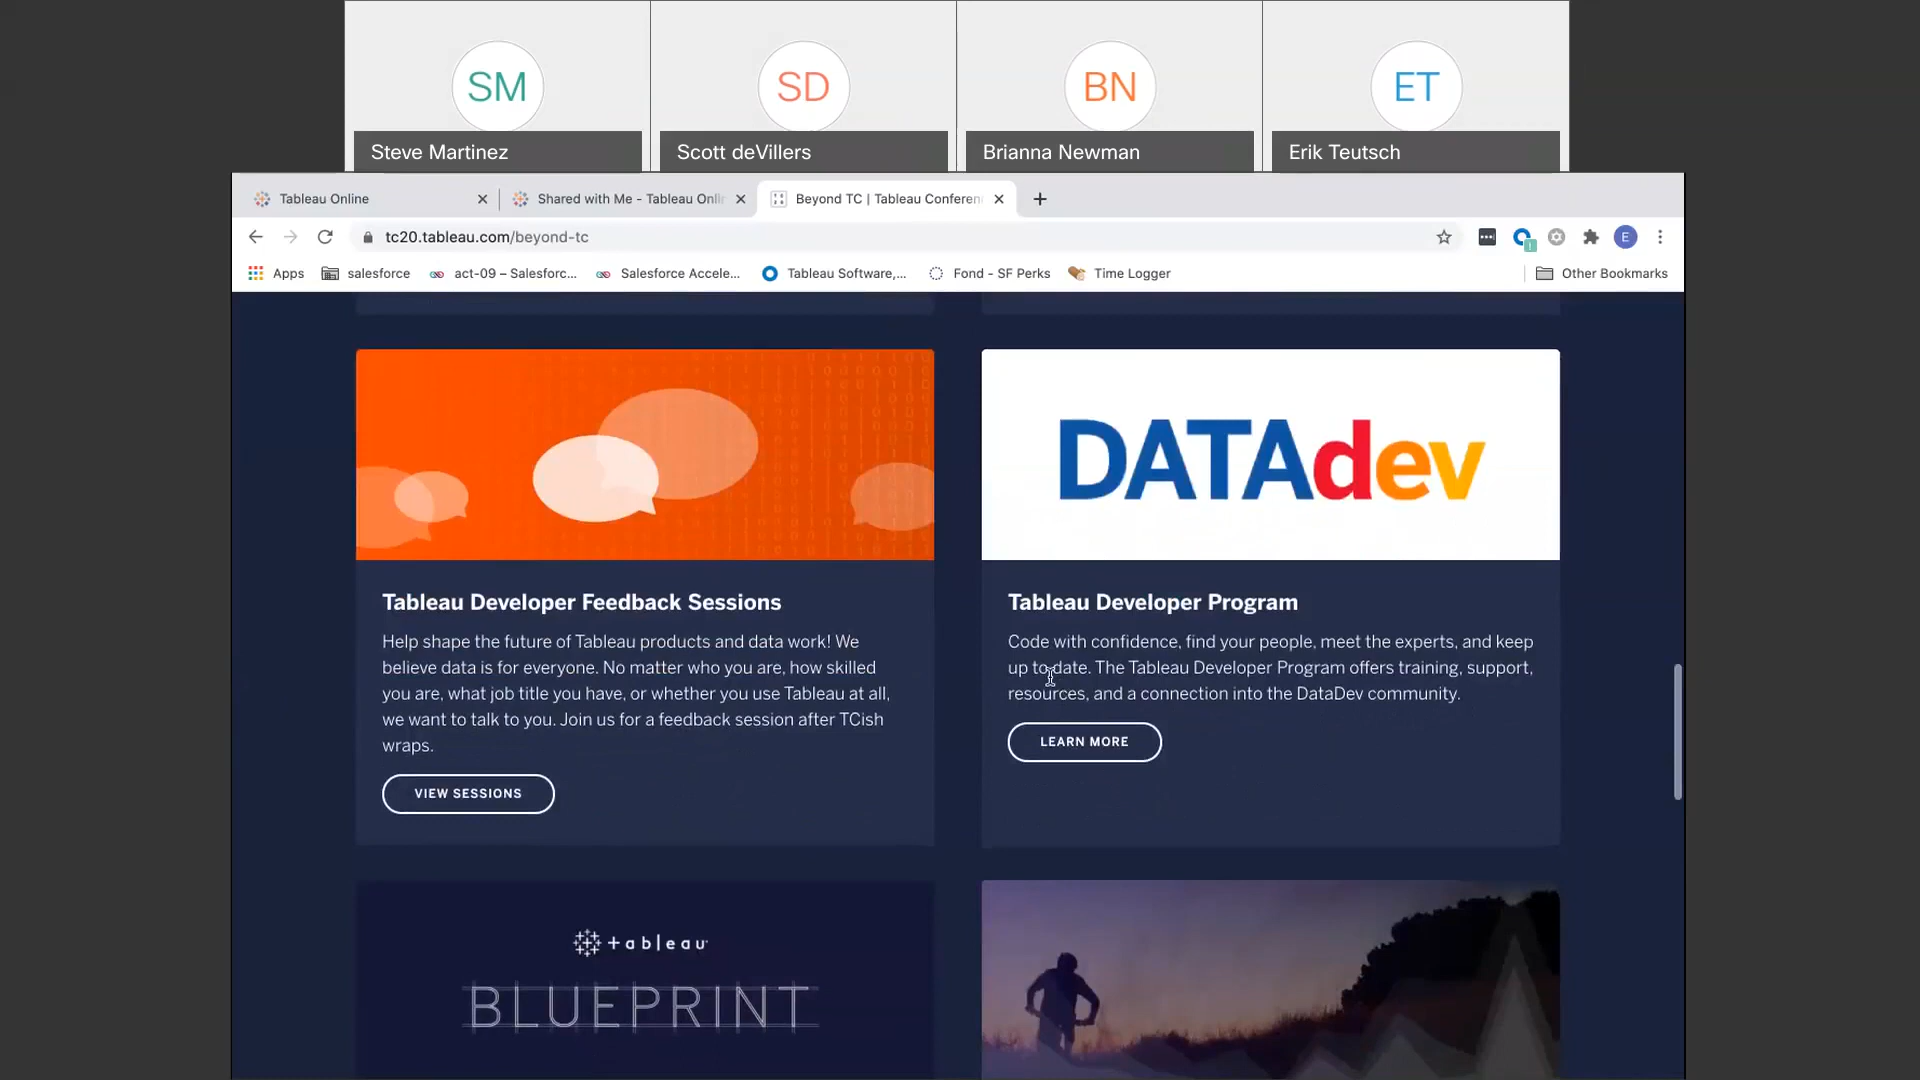 SM
SD
BN
ET
Steve Martinez
Scott deVillers
Brianna Newman
Erik Teutsch
Tableau Online
Shared with Me - Tableau Onli
Beyond TC | Tableau Conferen
tc20.tableau.com/beyond-tc
E
Apps
salesforce
act-09 – Salesforc...
Salesforce Accele...
Tableau Software,...
Fond - SF Perks
Time Logger
Other Bookmarks
DATAdev
Tableau Developer Feedback Sessions
Help shape the future of Tableau products and data work! We
believe data is for everyone. No matter who you are, how skilled
you are, what job title you have, or whether you use Tableau at all,
we want to talk to you. Join us for a feedback session after TCish
wraps.
VIEW SESSIONS
Tableau Developer Program
Code with confidence, find your people, meet the experts, and keep
up to date. The Tableau Developer Program offers training, support,
resources, and a connection into the DataDev community.
LEARN MORE
+ableau
BLUEPRINT